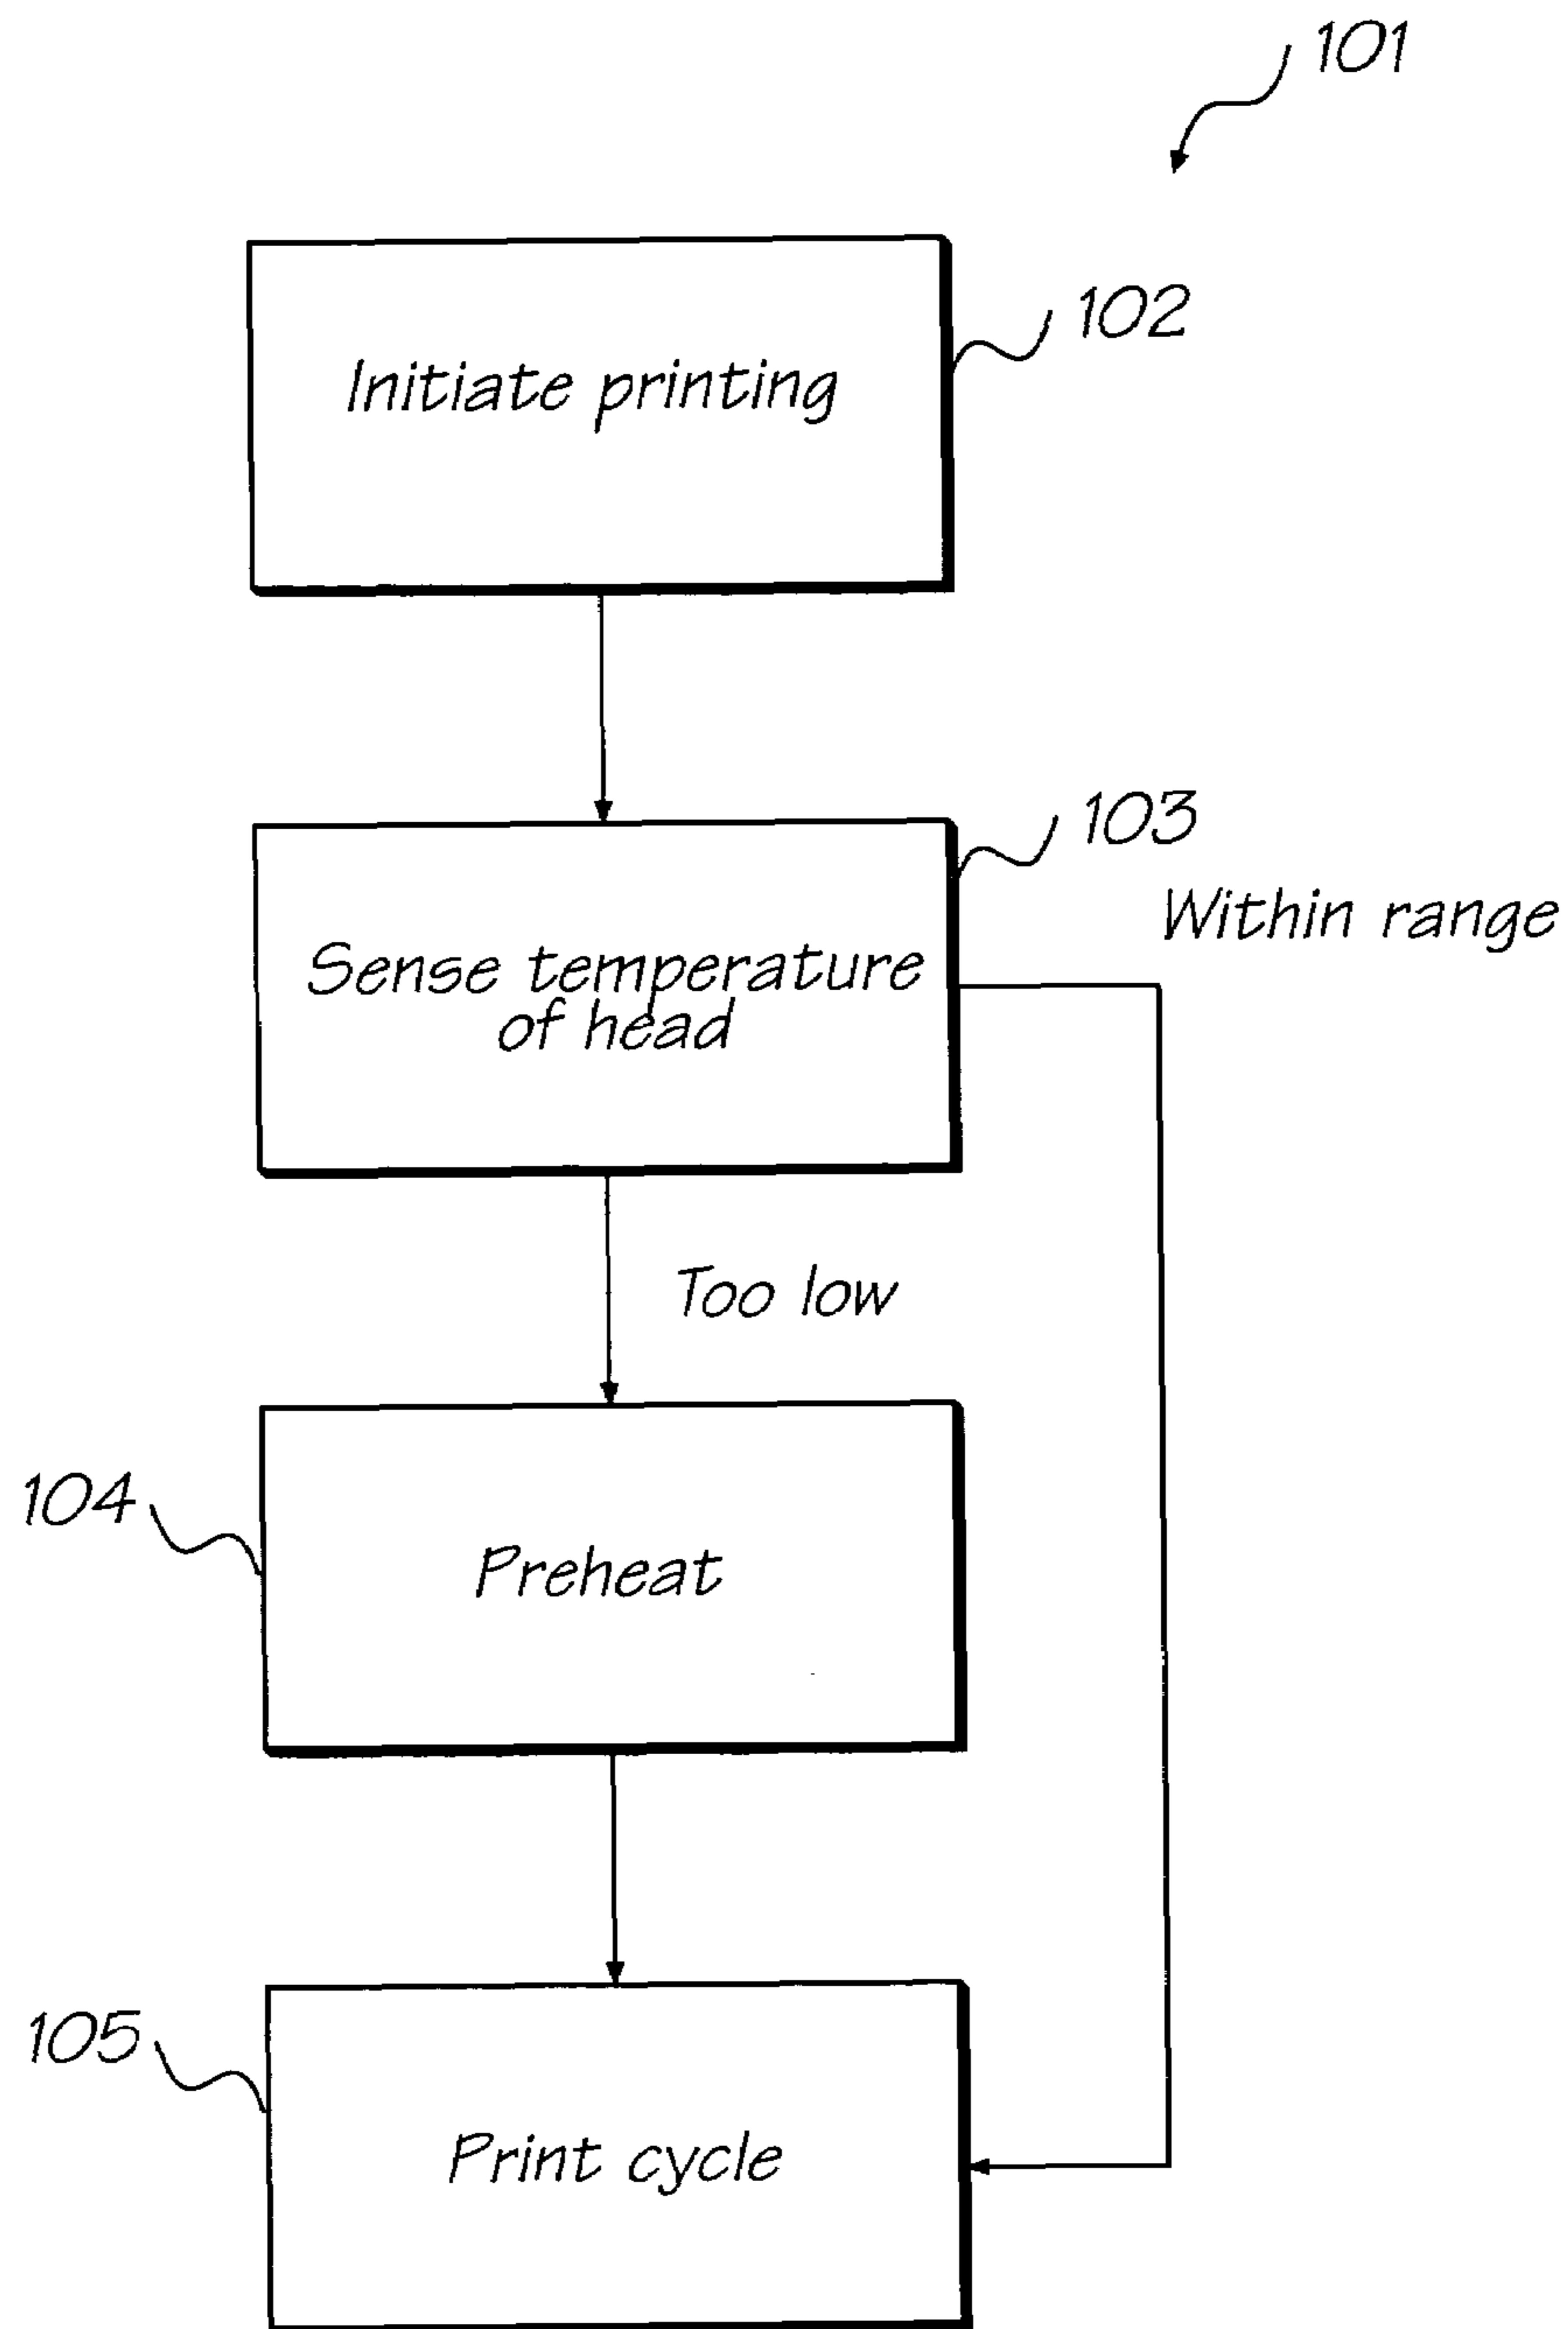 101
102
Initiate printing
103
Within range
Sense temperature
of head
Too low
104
Preheat
105
Print cycle